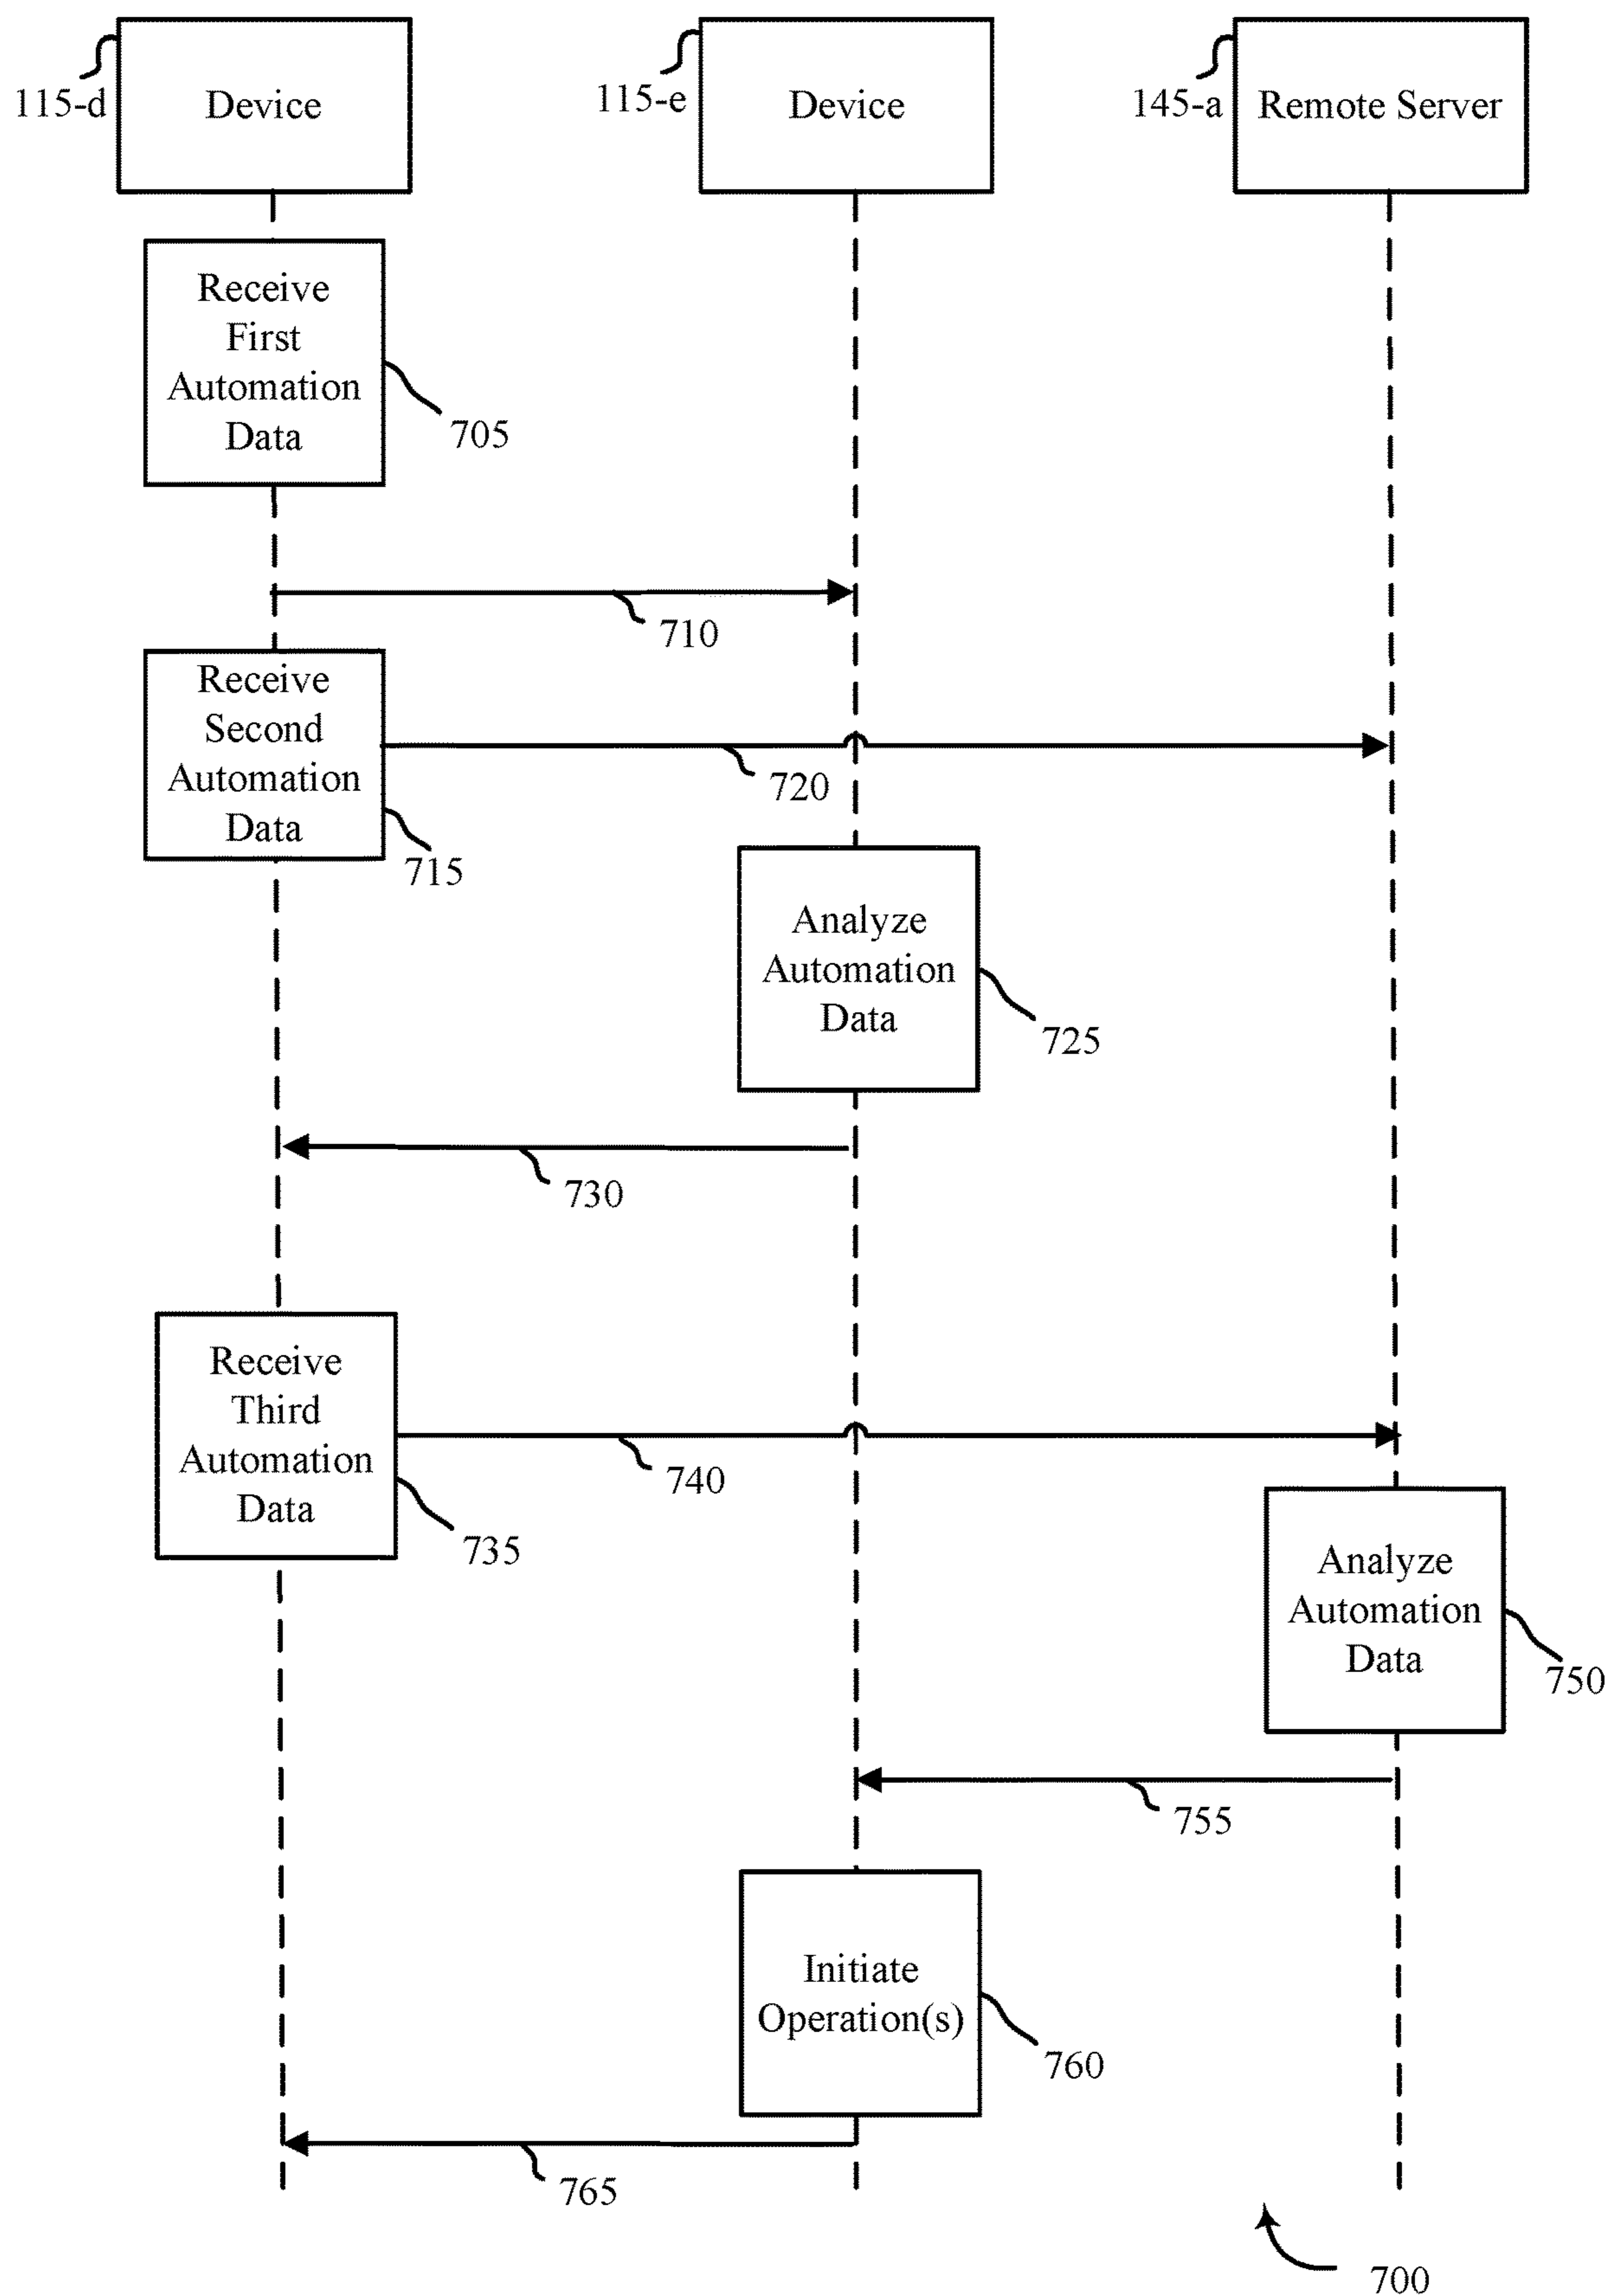 115-d
Device
115-e
Device
145-a
Remote Server
Receive
First
Automation
Data
705
710
Receive
Second
Automation
Data
720
715
Analyze
Automation
Data
725
730
Receive
Third
Automation
Data
740
735
Analyze
Automation
Data
750
755
Initiate
Operation(s)
760
765
700